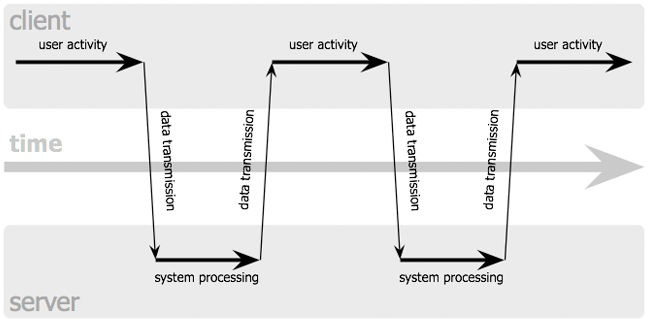 client
user activity
user activity
user activity
data transmission
data transmission
data transmission
data transmission
time
system processing
system processing
server